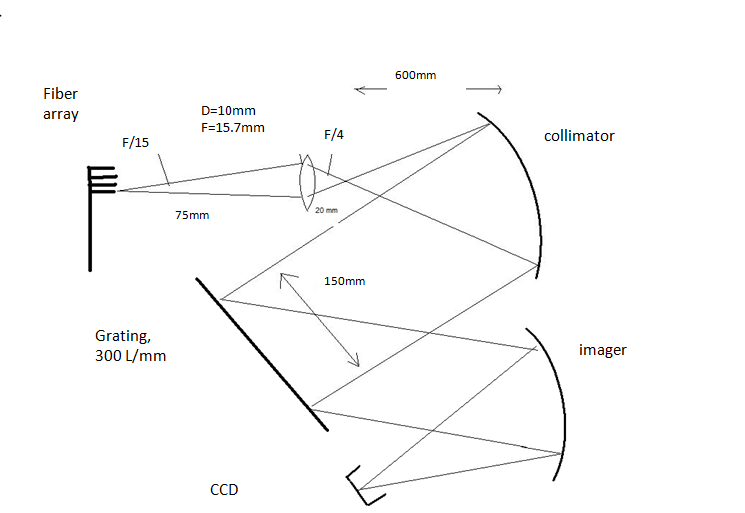 600mm
Fiber
array
D=10mm
F=15.7mm
F/15
F/4
collimator
75mm
20 mm
150mm
Grating,
300 L/mm
imager
CCD